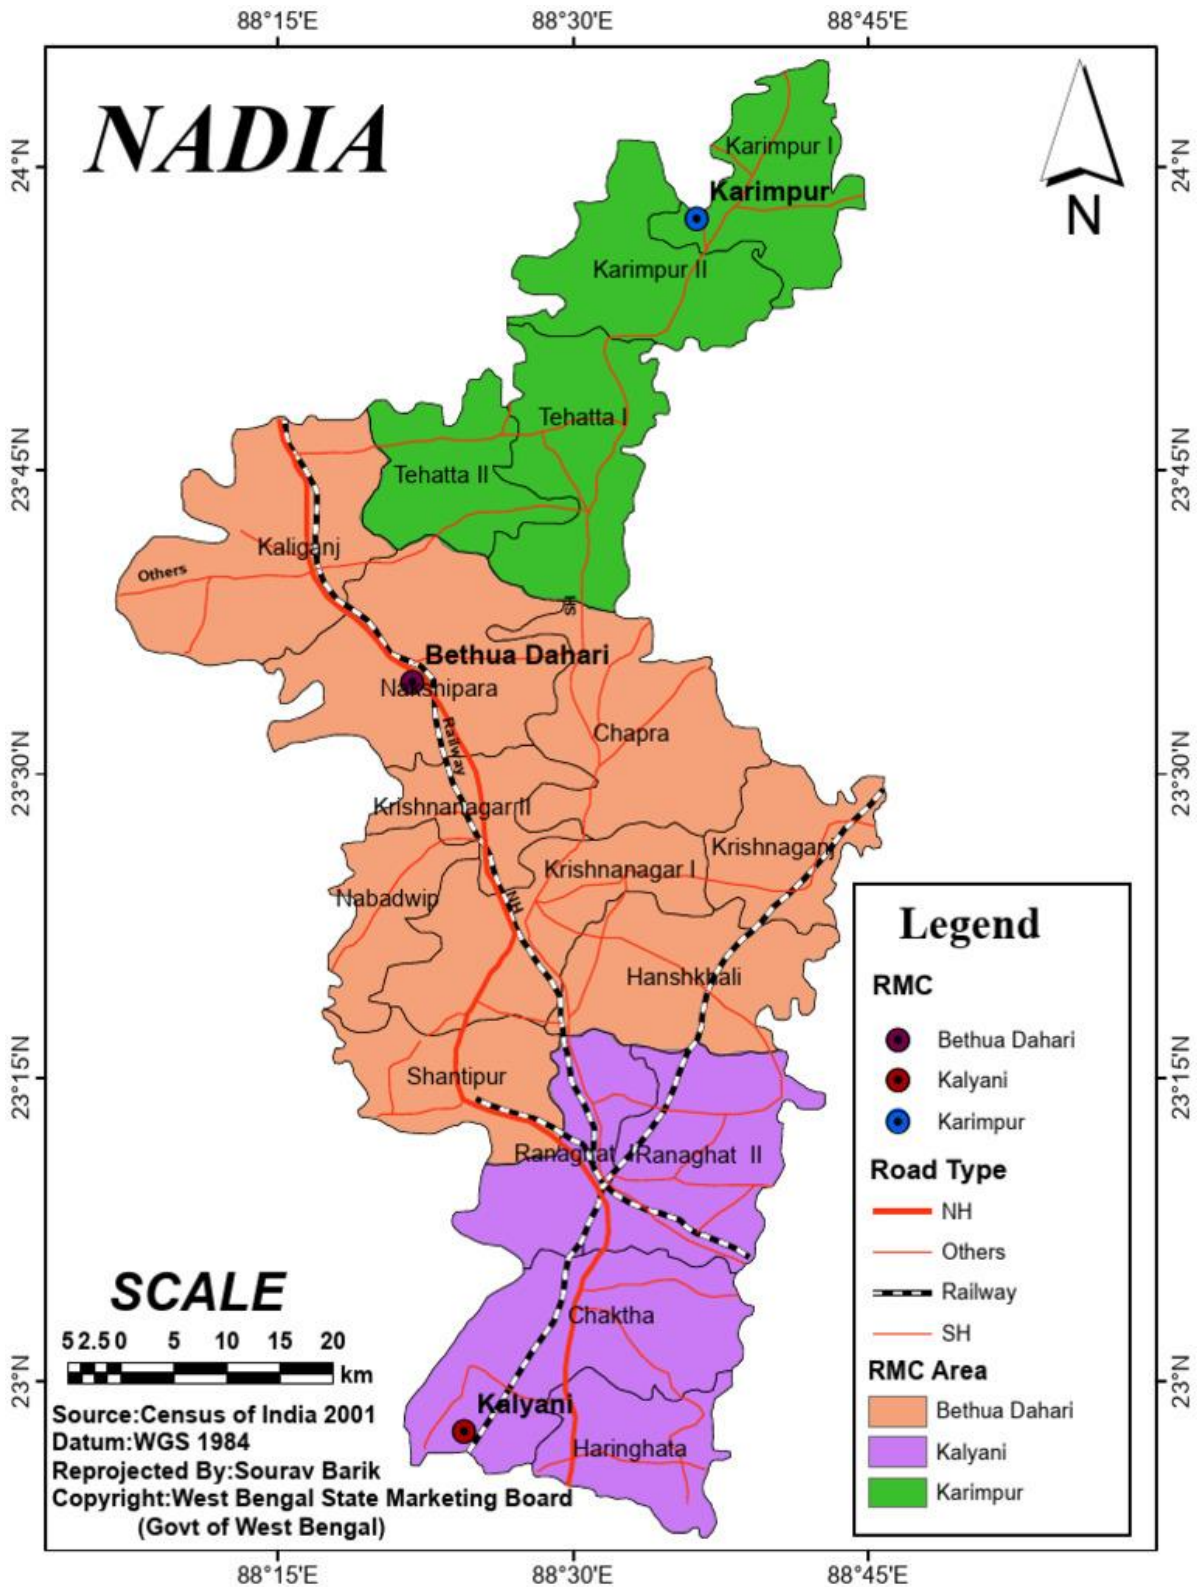 88°15'E 88°30'E 88°45'E
NADIA
N
24°N 24°N
23°45'N 23°45'N
23°30'N 23°30'N
23°15'N 23°15'N
23°N 23°N
Karimpur I
Karimpur
Karimpur II
Tehatta I
Tehatta II
Kaliganj
Others
HS
SH
Bethua Dahari
Nakshipara
Railway
Chapra
Krishnanagar II
Krishnaganj
Krishnanagar I
Nabadwip
NH
Hanshkhali
Shantipur
Ranaghat I
Ranaghat II
Chaktha
Kalyani
Haringhata
Legend
RMC
Bethua Dahari
Kalyani
Karimpur
Road Type
NH
Others
Railway
SH
RMC Area
Bethua Dahari
Kalyani
Karimpur
SCALE
5 2.5 0 5 10 15 20
km
Source:Census of India 2001
Datum:WGS 1984
Reprojected By:Sourav Barik
Copyright:West Bengal State Marketing Board
(Govt of West Bengal)
88°15'E 88°30'E 88°45'E